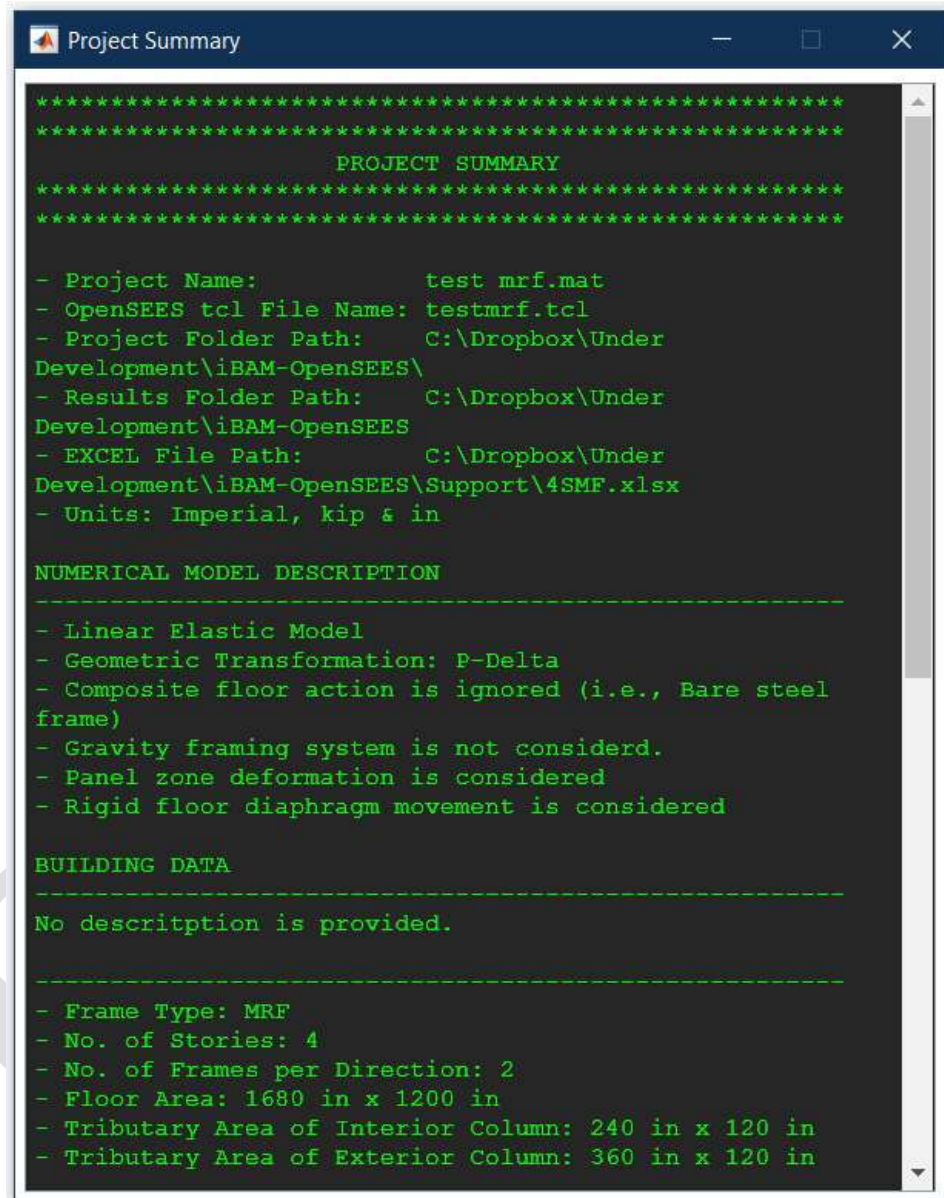 Project Summary
******************************************************
******************************************************
PROJECT SUMMARY
******************************************************
******************************************************
- Project Name: test mrf.mat
- OpenSEES tcl File Name: testmrf.tcl
- Project Folder Path: C:\Dropbox\Under
Development\iBAM-OpenSEES\
- Results Folder Path: C:\Dropbox\Under
Development\iBAM-OpenSEES
- EXCEL File Path: C:\Dropbox\Under
Development\iBAM-OpenSEES\Support\4SMF.xlsx
- Units: Imperial, kip & in
NUMERICAL MODEL DESCRIPTION
------------------------------------------------------
- Linear Elastic Model
- Geometric Transformation: P-Delta
- Composite floor action is ignored (i.e., Bare steel
frame)
- Gravity framing system is not considerd.
- Panel zone deformation is considered
- Rigid floor diaphragm movement is considered
BUILDING DATA
------------------------------------------------------
No descritption is provided.
------------------------------------------------------
- Frame Type: MRF
- No. of Stories: 4
- No. of Frames per Direction: 2
- Floor Area: 1680 in x 1200 in
- Tributary Area of Interior Column: 240 in x 120 in
- Tributary Area of Exterior Column: 360 in x 120 in